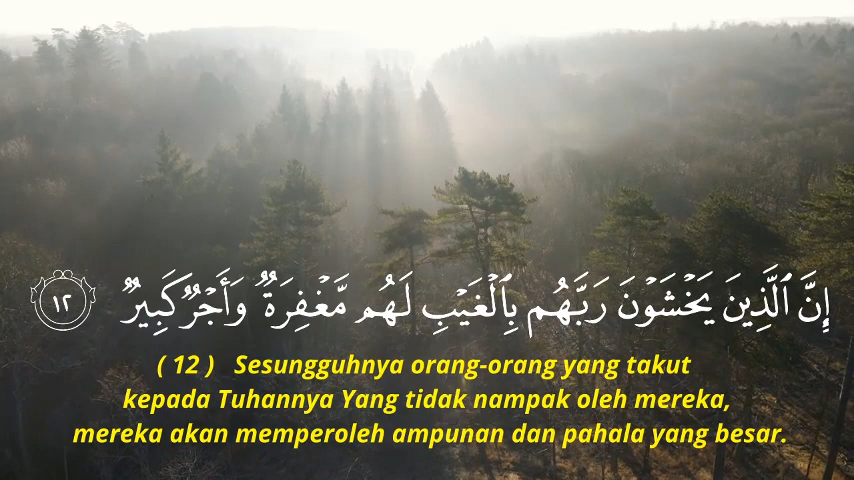 إِنَّ ٱلَّذِينَ يَخْشَوْنَ رَبَّهُم بِٱلْغَيْبِ لَهُم مَّغْفِرَةٌ وَأَجْرٌ كَبِيرٌ ١٢
( 12 ) Sesungguhnya orang-orang yang takut
kepada Tuhannya Yang tidak nampak oleh mereka,
mereka akan memperoleh ampunan dan pahala yang besar.